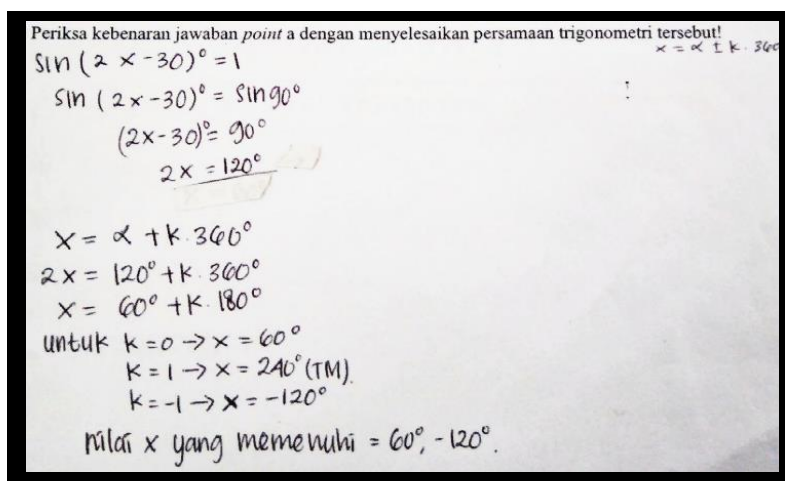 Periksa kebenaran jawaban point a dengan menyelesaikan persamaan trigonometri tersebut!
x = α ± k. 360
sin (2x-30)° = 1
sin (2x-30)° = sin 90°
(2x-30)° = 90°
2x = 120°
x = α + k. 360°
2x = 120° + k. 360°
x = 60° + k. 180°
untuk k = 0 → x = 60°
k = 1 → x = 240° (TM).
k = -1 → x = -120°
nilai x yang memenuhi = 60°, -120°.